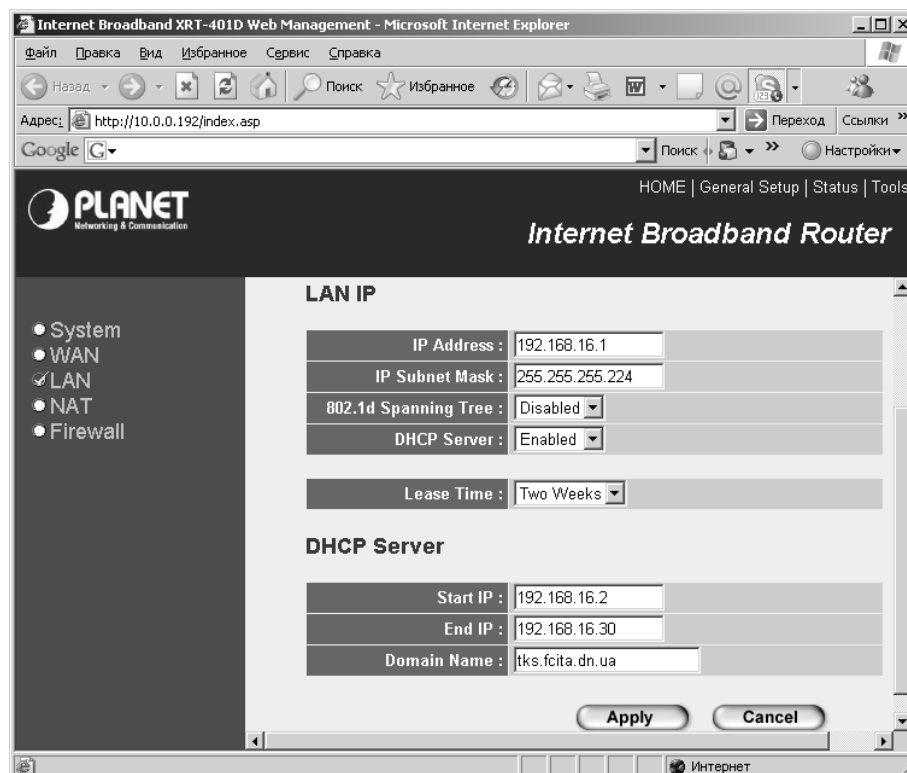 Internet Broadband XRT-401D Web Management - Microsoft Internet Explorer
Файл Правка Вид Избранное Сервис Справка
Назад Поиск Избранное
Адрес: http://10.0.0.192/index.asp Переход Ссылки »
Google G Поиск » Настройки
PLANET
Networking & Communication
HOME | General Setup | Status | Tools
Internet Broadband Router
System
WAN
LAN
NAT
Firewall
LAN IP
IP Address : 192.168.16.1
IP Subnet Mask : 255.255.255.224
802.1d Spanning Tree : Disabled
DHCP Server : Enabled
Lease Time : Two Weeks
DHCP Server
Start IP : 192.168.16.2
End IP : 192.168.16.30
Domain Name : tks.fcita.dn.ua
Apply Cancel
Интернет